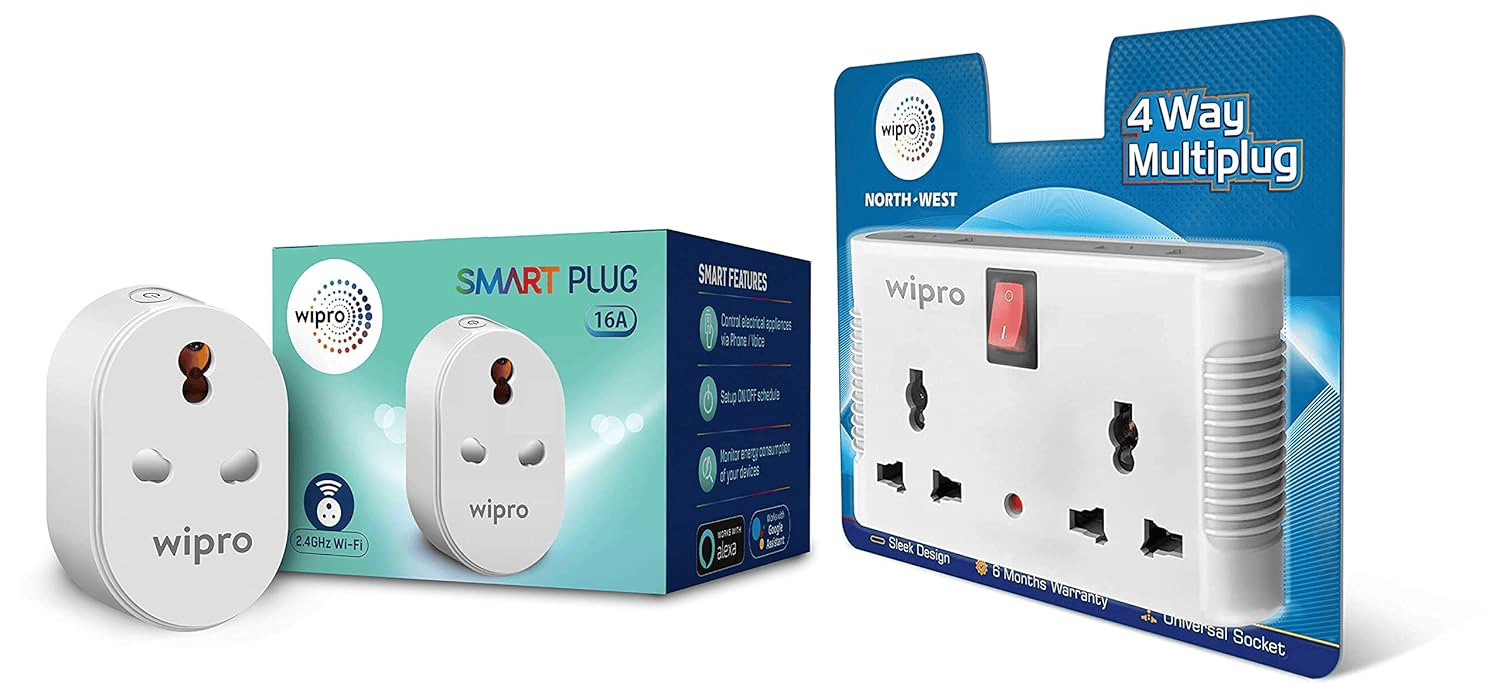 wipro
wipro
SMART PLUG
16A
2.4GHz Wi-Fi
wipro
SMART FEATURES
Control electrical appliances
via Phone / Voice
Setup ON/OFF schedule
Monitor energy consumption
of your devices
WORKS WITH
alexa
Works with
Google
Assistant
wipro
NORTH-WEST
4 Way
Multiplug
wipro
Sleek Design
6 Months Warranty
Universal Socket